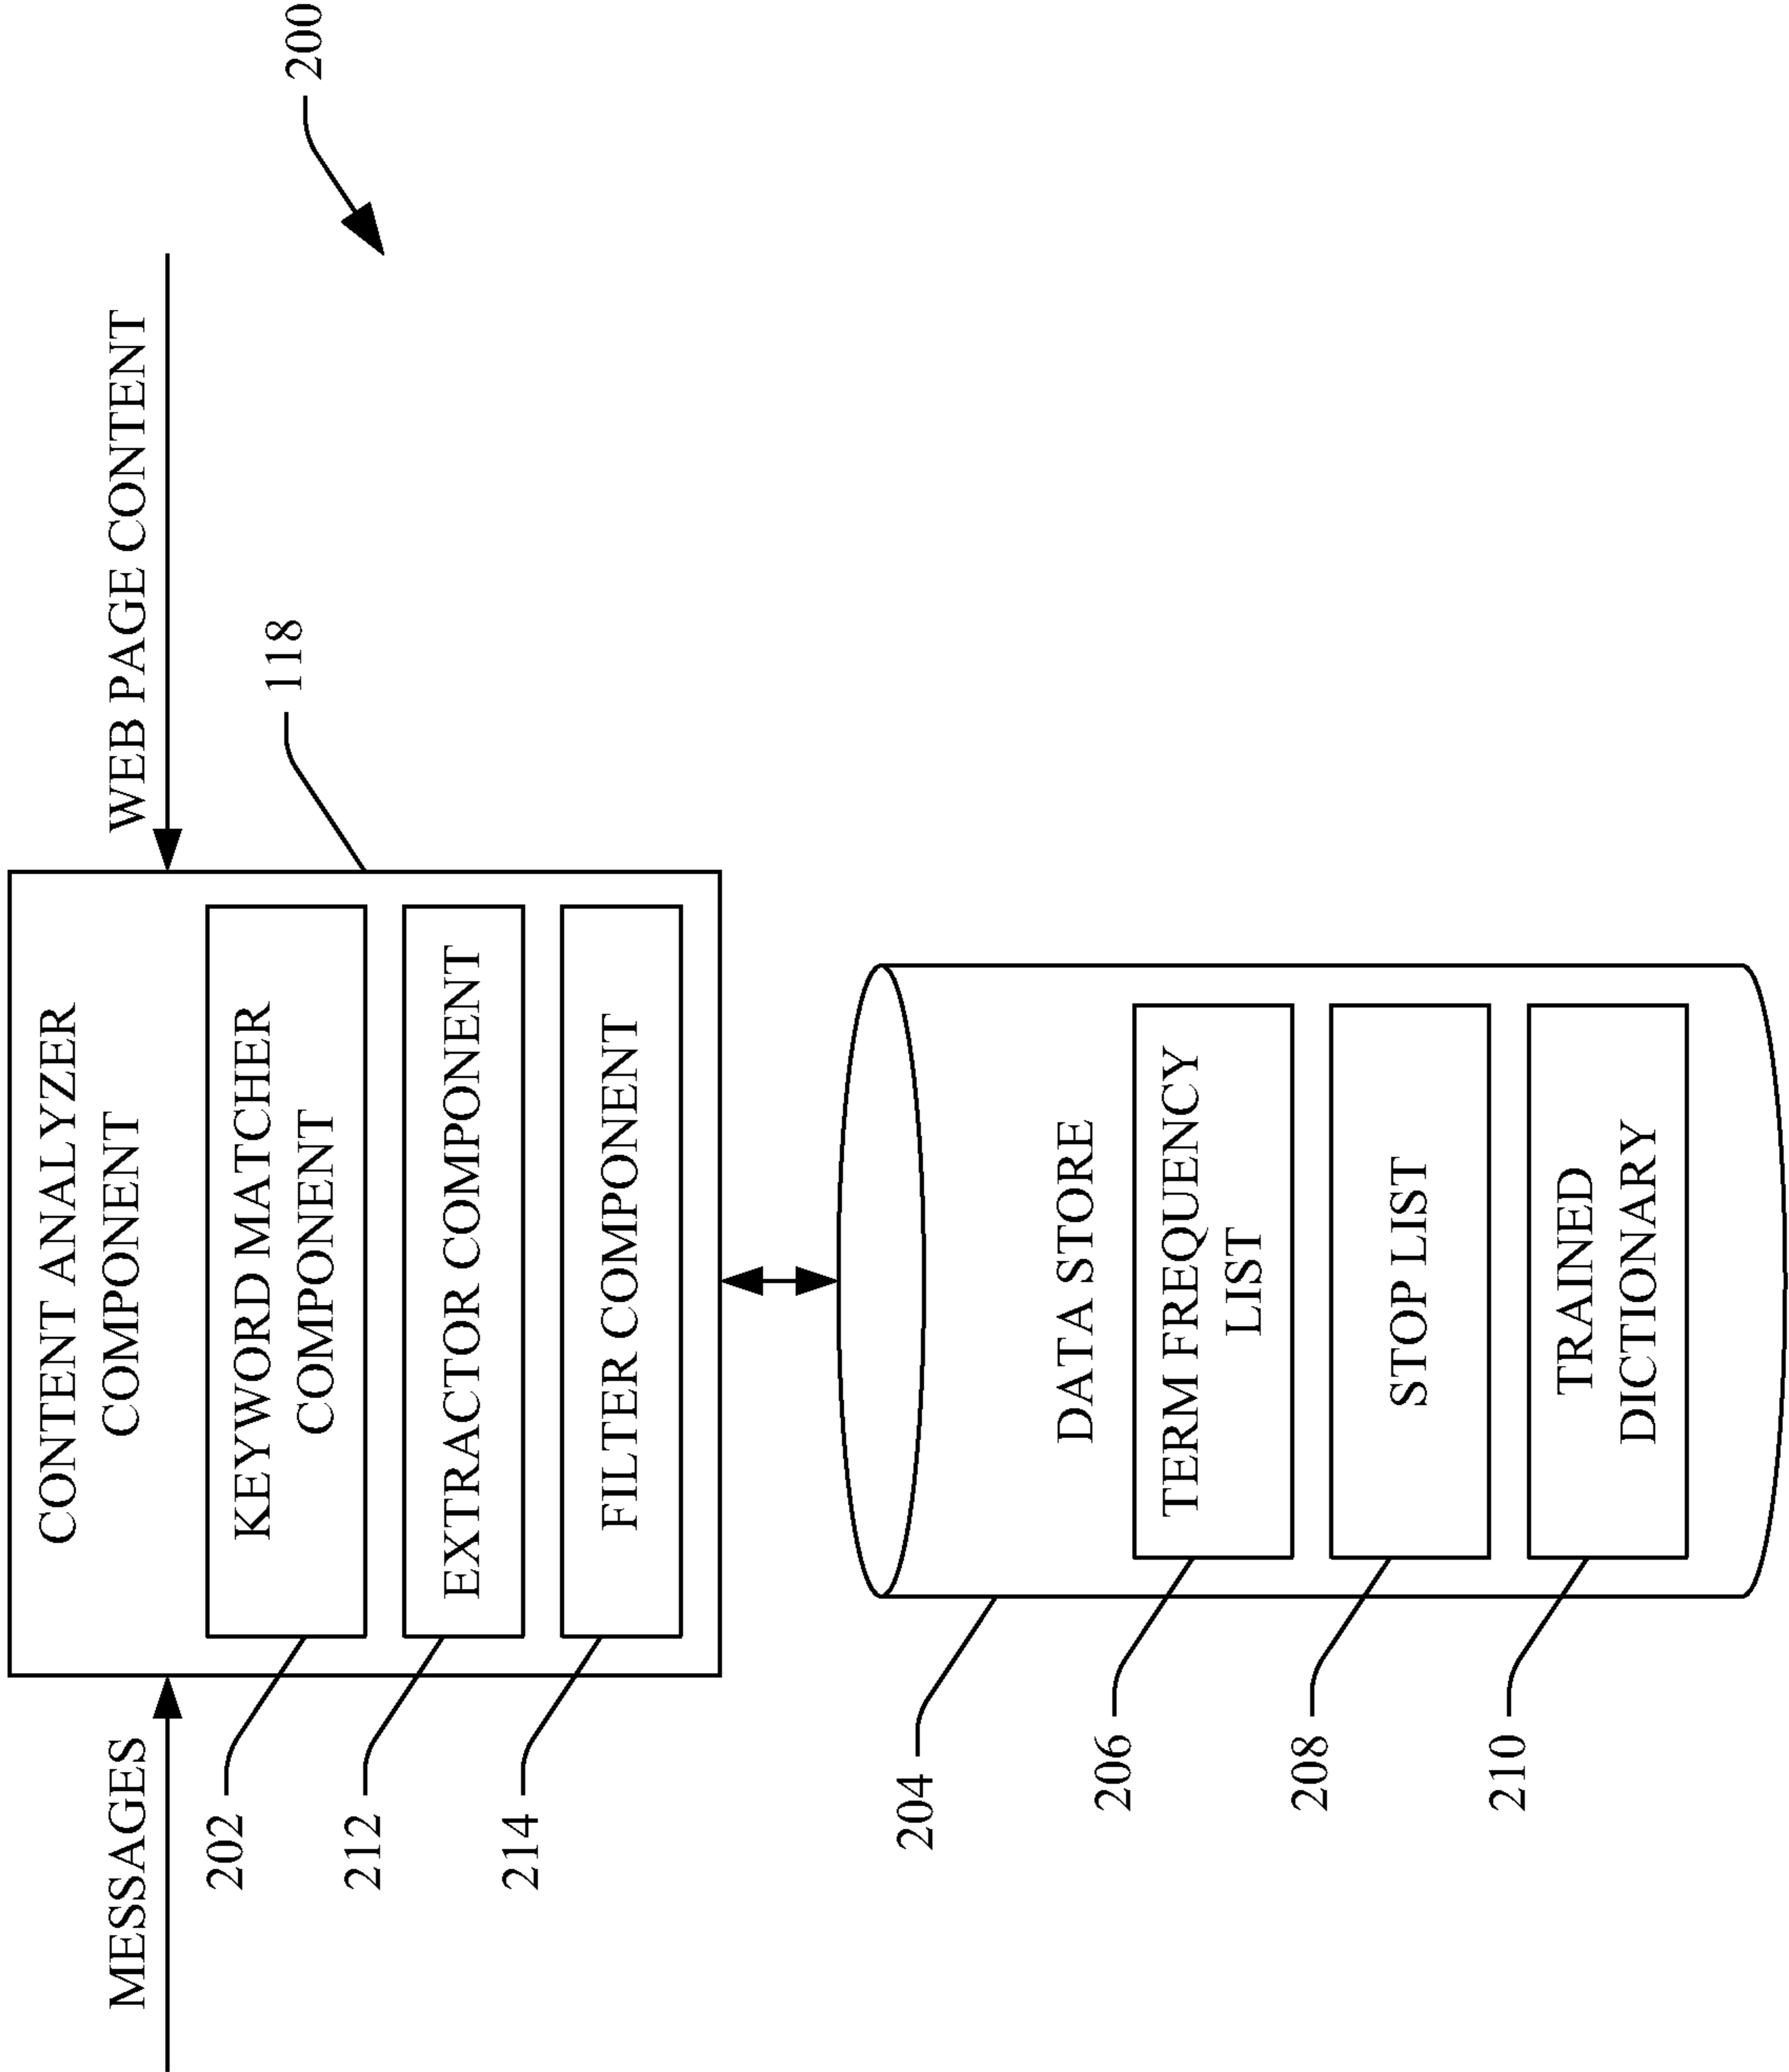 200
MESSAGES
WEB PAGE CONTENT
CONTENT ANALYZER
COMPONENT
118
202
KEYWORD MATCHER
COMPONENT
212
EXTRACTOR COMPONENT
214
FILTER COMPONENT
204
DATA STORE
206
TERM FREQUENCY
LIST
208
STOP LIST
210
TRAINED
DICTIONARY